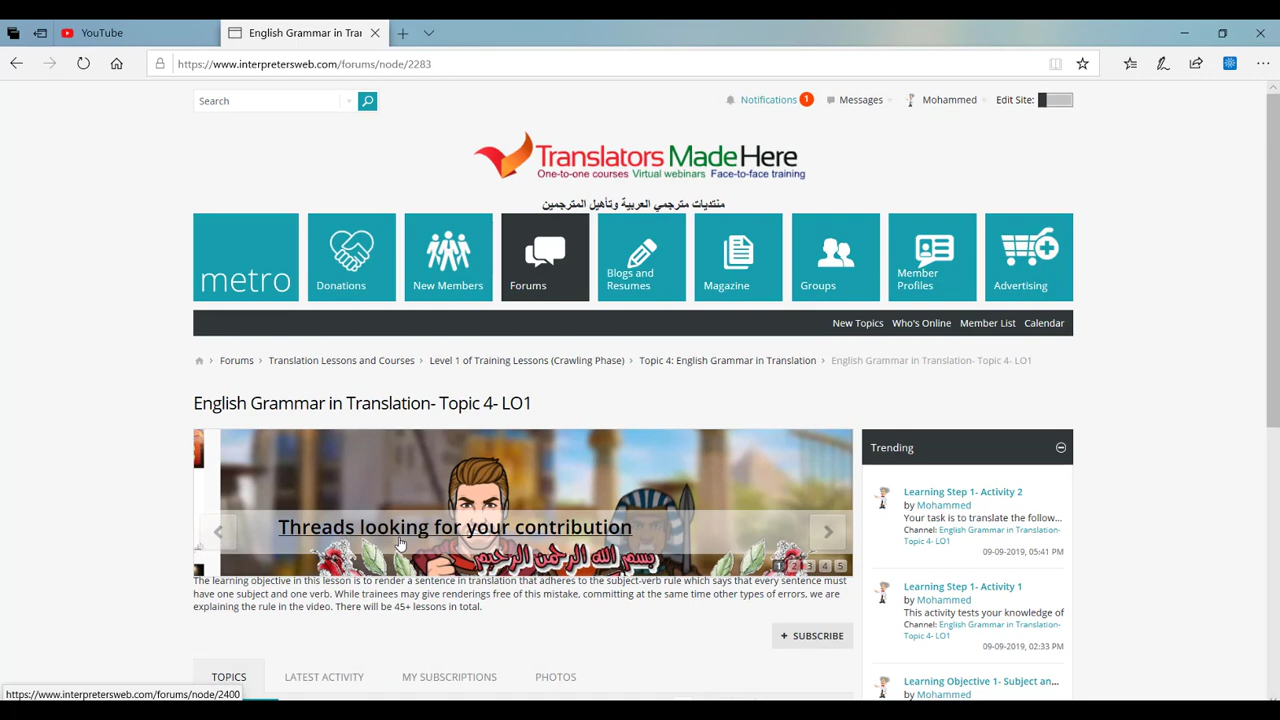 YouTube
English Grammar in Trar
https://www.interpretersweb.com/forums/node/2283
Search
Notifications 1
Messages
Mohammed
Edit Site:
Translators Made Here
One-to-one courses Virtual webinars Face-to-face training
منتديات مترجمي العربية وتأهيل المترجمين
metro
Donations
New Members
Forums
Blogs and
Resumes
Magazine
Groups
Member
Profiles
Advertising
New Topics Who's Online Member List Calendar
Forums › Translation Lessons and Courses › Level 1 of Training Lessons (Crawling Phase) › Topic 4: English Grammar in Translation › English Grammar in Translation- Topic 4- LO1
English Grammar in Translation- Topic 4- LO1
Threads looking for your contribution
بسم الله الرحمن الرحيم
1 2 3 4 5
The learning objective in this lesson is to render a sentence in translation that adheres to the subject-verb rule which says that every sentence must
have one subject and one verb. While trainees may give renderings free of this mistake, committing at the same time other types of errors, we are
explaining the rule in the video. There will be 45+ lessons in total.
+ SUBSCRIBE
TOPICS
LATEST ACTIVITY
MY SUBSCRIPTIONS
PHOTOS
Trending
Learning Step 1- Activity 2
by Mohammed
Your task is to translate the follow...
Channel: English Grammar in Translation-
Topic 4- LO1
09-09-2019, 05:41 PM
Learning Step 1- Activity 1
by Mohammed
This activity tests your knowledge of
Channel: English Grammar in Translation-
Topic 4- LO1
09-09-2019, 02:33 PM
Learning Objective 1- Subject an...
by Mohammed
https://www.interpretersweb.com/forums/node/2400